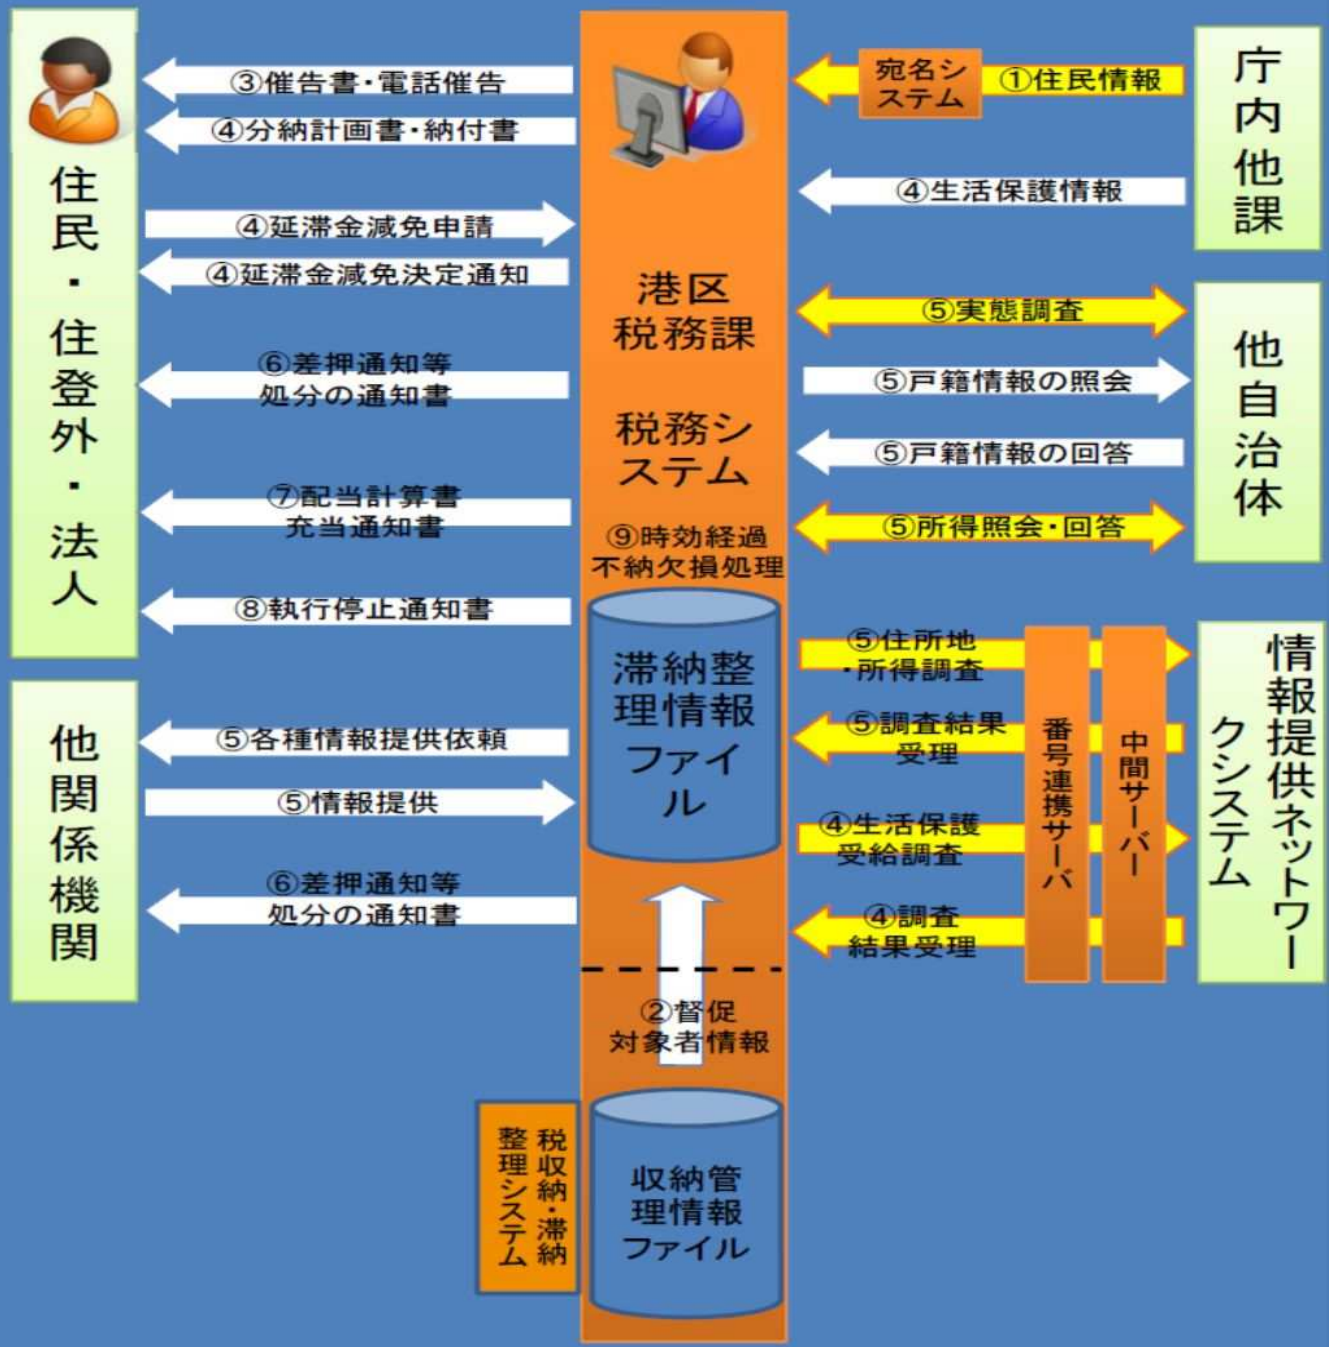 住民・住登外・法人
③催告書・電話催告
④分納計画書・納付書
④延滞金減免申請
④延滞金減免決定通知
⑥差押通知等
処分の通知書
⑦配当計算書
充当通知書
⑧執行停止通知書
他関係機関
⑤各種情報提供依頼
⑤情報提供
⑥差押通知等
処分の通知書
港区
税務課
税務シ
ステム
⑨時効経過
不納欠損処理
滞納整
理情報
ファイ
ル
②督促
対象者情報
税収納・滞納
整理システム
収納管
理情報
ファイル
庁内他課
宛名シ
ステム
①住民情報
④生活保護情報
他自治体
⑤実態調査
⑤戸籍情報の照会
⑤戸籍情報の回答
⑤所得照会・回答
情報提供ネットワー
クシステム
⑤住所地
・所得調査
⑤調査結果
受理
④生活保護
受給調査
④調査
結果受理
番号連携サーバ
中間サーバー